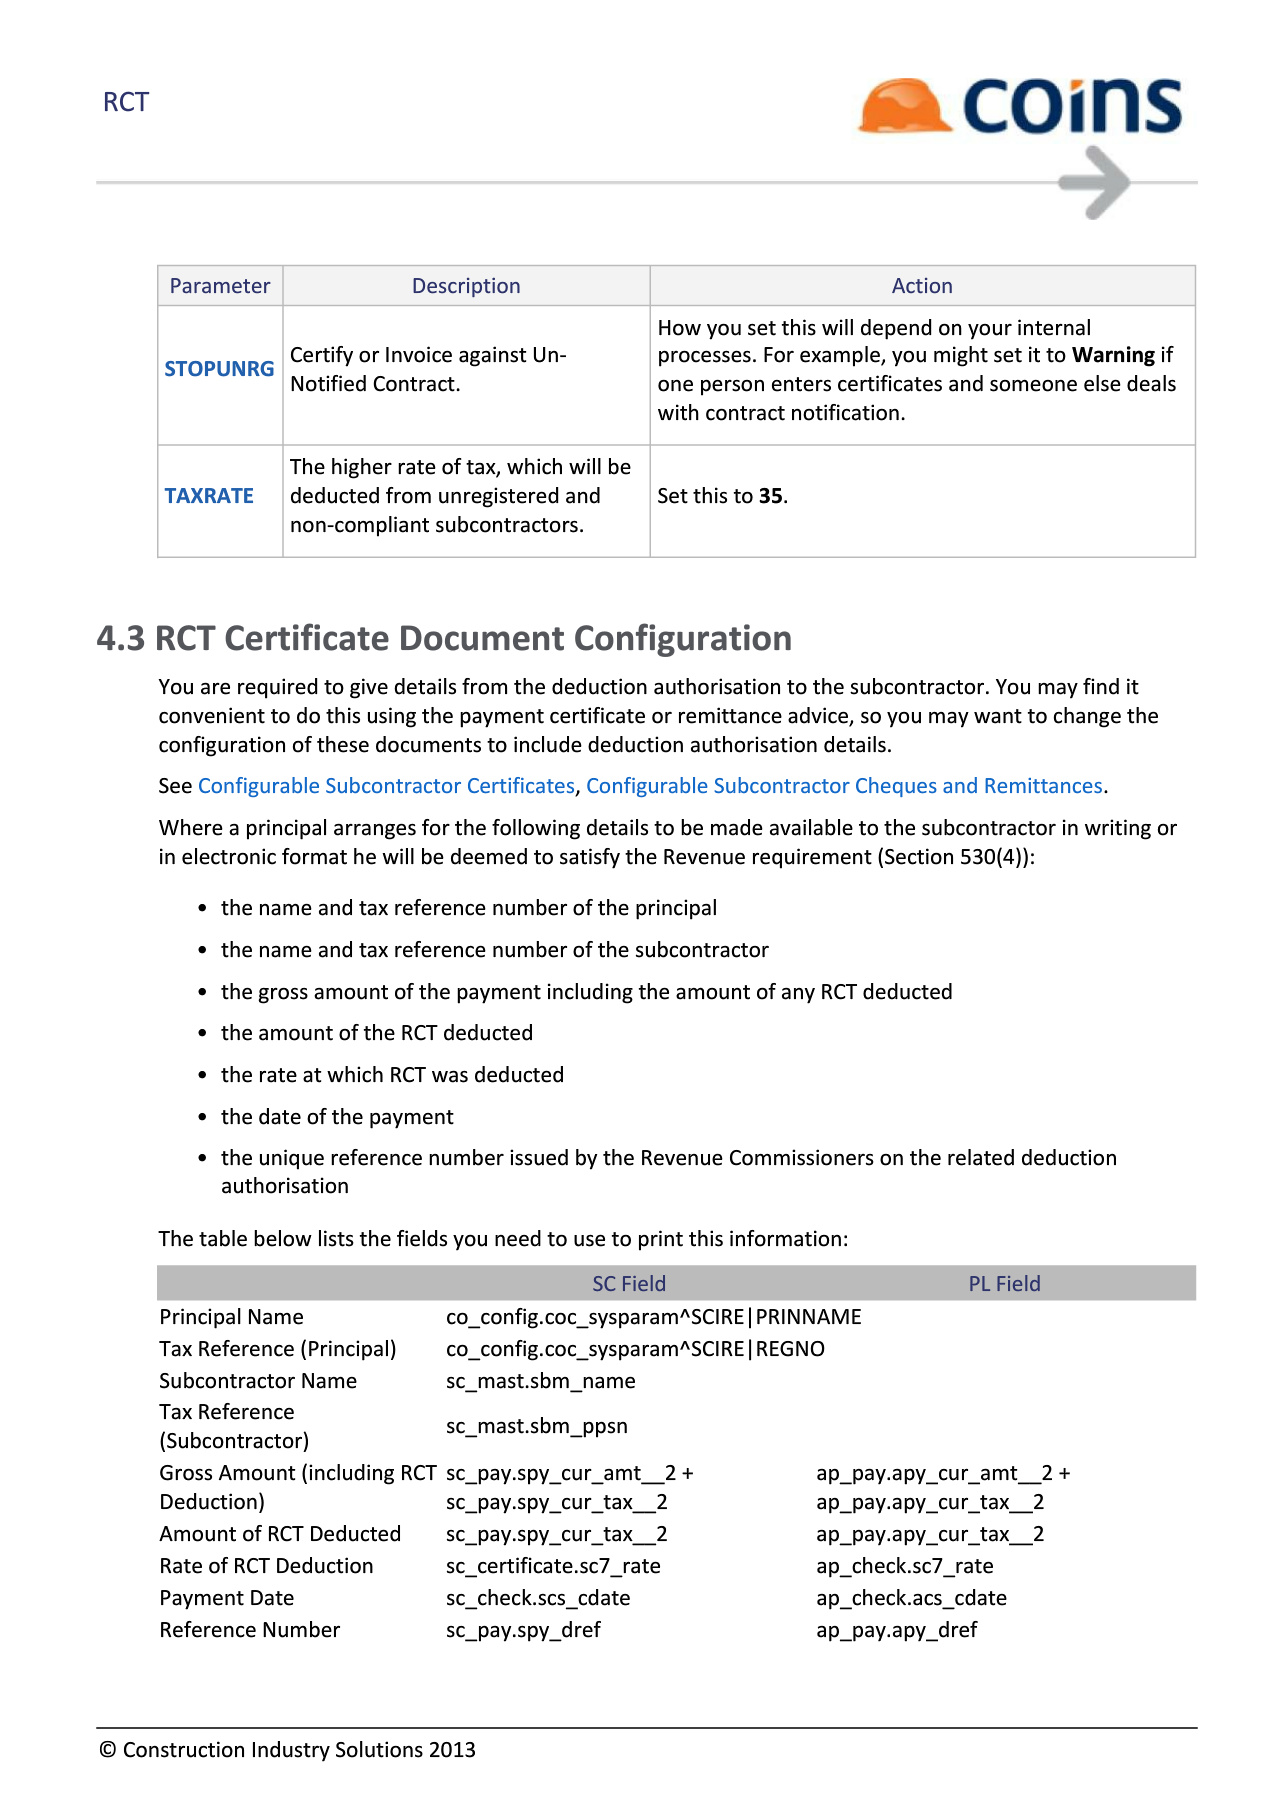 RCT
coins
Parameter Description Action
STOPUNRG
Certify or Invoice against Un-
Notified Contract.
How you set this will depend on your internal
processes. For example, you might set it to Warning if
one person enters certificates and someone else deals
with contract notification.
TAXRATE
The higher rate of tax, which will be
deducted from unregistered and
non-compliant subcontractors.
Set this to 35.
4.3 RCT Certificate Document Configuration
You are required to give details from the deduction authorisation to the subcontractor. You may find it
convenient to do this using the payment certificate or remittance advice, so you may want to change the
configuration of these documents to include deduction authorisation details.
See Configurable Subcontractor Certificates, Configurable Subcontractor Cheques and Remittances.
Where a principal arranges for the following details to be made available to the subcontractor in writing or
in electronic format he will be deemed to satisfy the Revenue requirement (Section 530(4)):
• the name and tax reference number of the principal
• the name and tax reference number of the subcontractor
• the gross amount of the payment including the amount of any RCT deducted
• the amount of the RCT deducted
• the rate at which RCT was deducted
• the date of the payment
• the unique reference number issued by the Revenue Commissioners on the related deduction
authorisation
The table below lists the fields you need to use to print this information:
SC Field PL Field
Principal Name co_config.coc_sysparam^SCIRE|PRINNAME
Tax Reference (Principal) co_config.coc_sysparam^SCIRE|REGNO
Subcontractor Name sc_mast.sbm_name
Tax Reference
(Subcontractor)
sc_mast.sbm_ppsn
Gross Amount (including RCT sc_pay.spy_cur_amt__2 + ap_pay.apy_cur_amt__2 +
Deduction) sc_pay.spy_cur_tax__2 ap_pay.apy_cur_tax__2
Amount of RCT Deducted sc_pay.spy_cur_tax__2 ap_pay.apy_cur_tax__2
Rate of RCT Deduction sc_certificate.sc7_rate ap_check.sc7_rate
Payment Date sc_check.scs_cdate ap_check.acs_cdate
Reference Number sc_pay.spy_dref ap_pay.apy_dref
© Construction Industry Solutions 2013